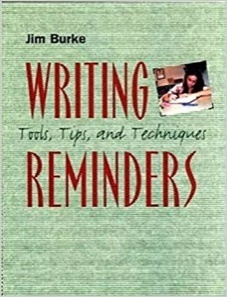 Jim Burke
WRITING
Tools, Tips, and Techniques
REMINDERS